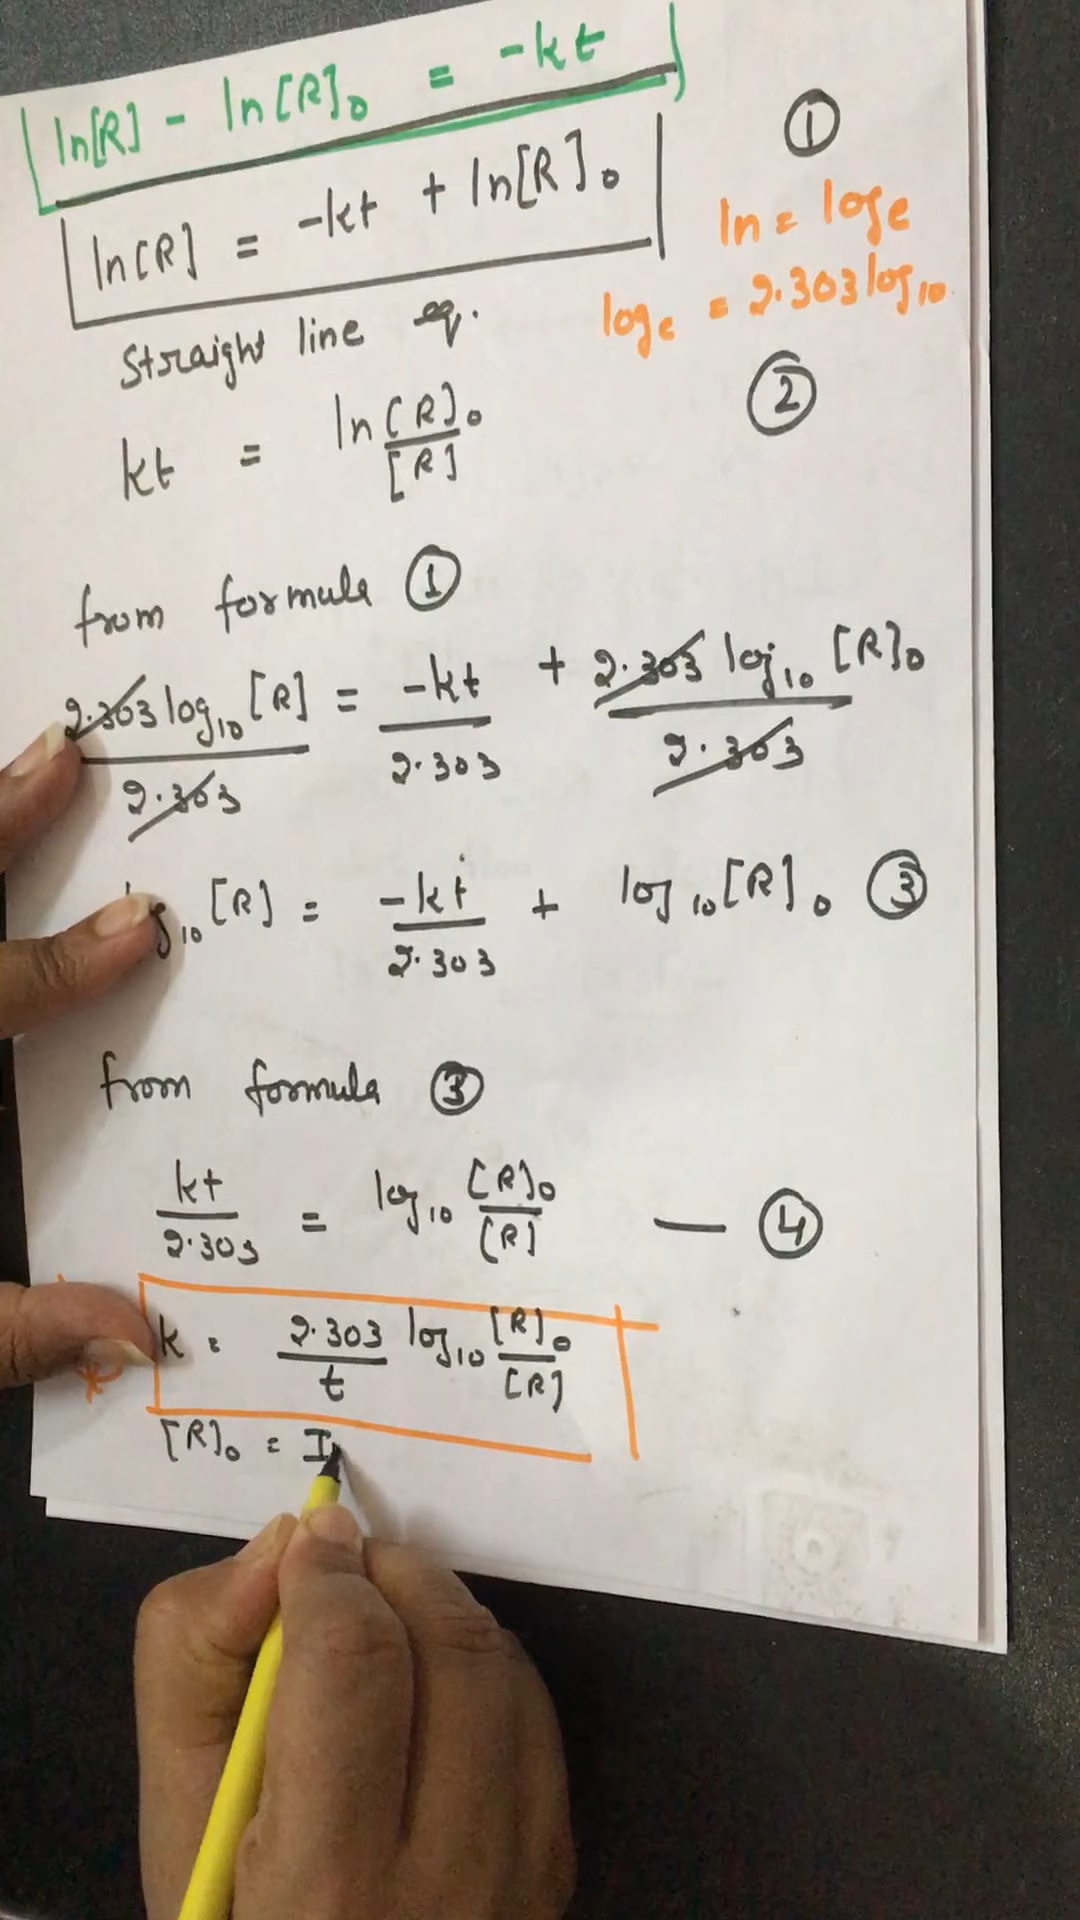 ln[R] - ln[R]₀ = -kt
ln[R] = -kt + ln[R]₀ ①
ln = logₑ
Straight line eq.
logₑ = 2.303 log₁₀
kt = ln [R]₀/[R] ②
from formula ①
2.303 log₁₀ [R]/2.303 = -kt/2.303 + 2.303 log₁₀ [R]₀/2.303
[R] = -kt/2.303 + log₁₀ [R]₀ ③
from formula ③
kt/2.303 = log₁₀ [R]₀/[R] — ④
* k = 2.303/t log₁₀ [R]₀/[R]
[R]₀ = I